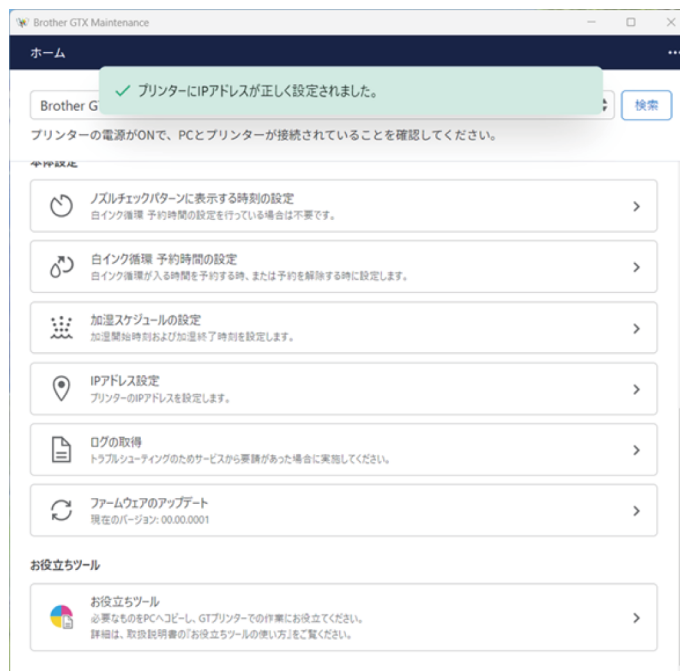 Brother GTX Maintenance
ホーム
プリンターにIPアドレスが正しく設定されました。
Brother G
検索
プリンターの電源がONで、PCとプリンターが接続されていることを確認してください。
本体設定
ノズルチェックパターンに表示する時刻の設定
白インク循環 予約時間の設定を行っている場合は不要です。
白インク循環 予約時間の設定
白インク循環が入る時間を予約する時、または予約を解除する時に設定します。
加湿スケジュールの設定
加湿開始時刻および加湿終了時刻を設定します。
IPアドレス設定
プリンターのIPアドレスを設定します。
ログの取得
トラブルシューティングのためサービスから要請があった場合に実施してください。
ファームウェアのアップデート
現在のバージョン: 00.00.0001
お役立ちツール
お役立ちツール
必要なものをPCへコピーし、GTプリンターでの作業にお役立てください。
詳細は、取扱説明書の『お役立ちツールの使い方』をご覧ください。